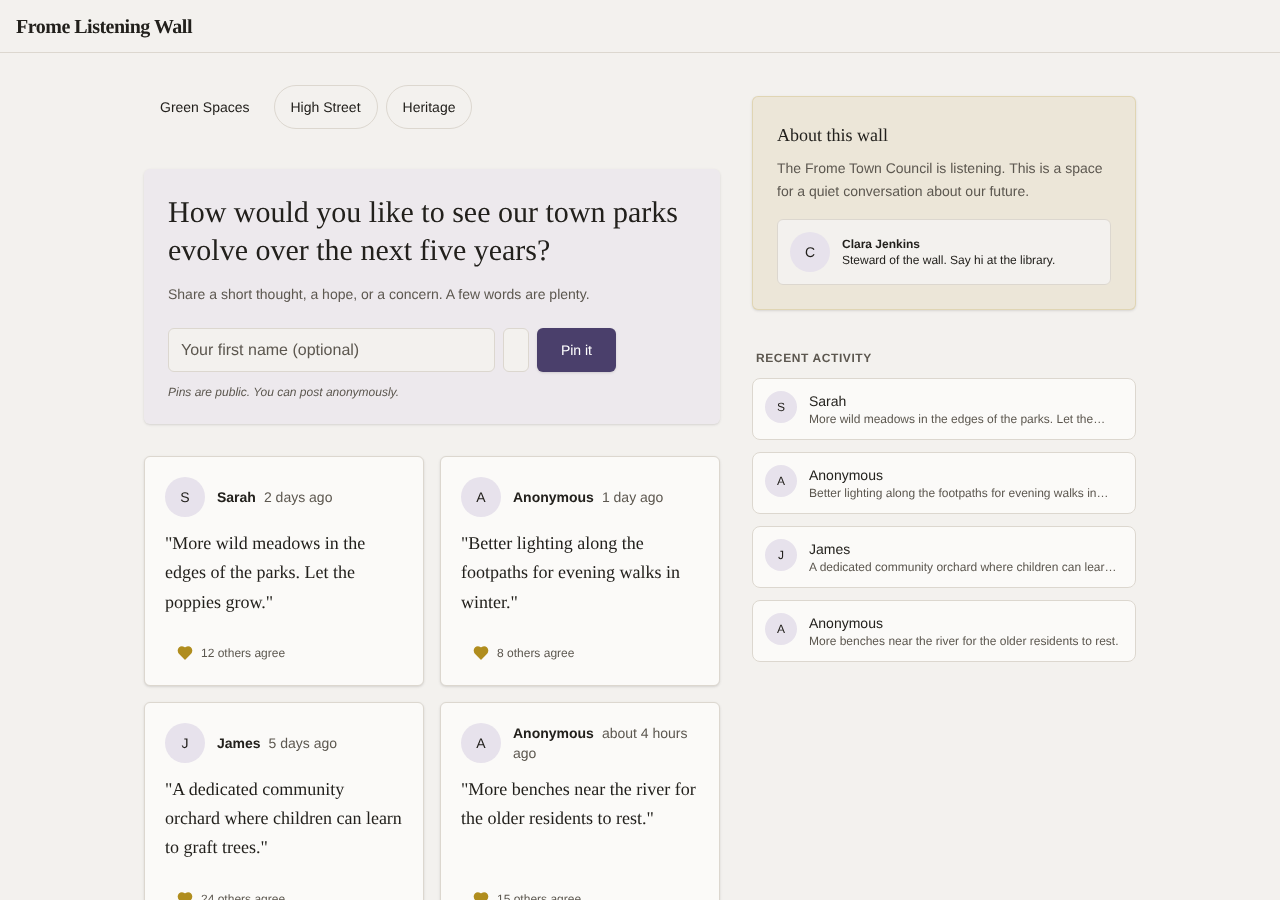 Frome Listening Wall
Green Spaces
High Street
Heritage
How would you like to see our town parks
evolve over the next five years?
Share a short thought, a hope, or a concern. A few words are plenty.
Your first name (optional)
Pin it
Pins are public. You can post anonymously.
S
Sarah 2 days ago
"More wild meadows in the
edges of the parks. Let the
poppies grow."
12 others agree
A
Anonymous 1 day ago
"Better lighting along the
footpaths for evening walks in
winter."
8 others agree
J
James 5 days ago
"A dedicated community
orchard where children can learn
to graft trees."
24 others agree
A
Anonymous about 4 hours
ago
"More benches near the river for
the older residents to rest."
15 others agree
About this wall
The Frome Town Council is listening. This is a space
for a quiet conversation about our future.
C
Clara Jenkins
Steward of the wall. Say hi at the library.
RECENT ACTIVITY
S
Sarah
More wild meadows in the edges of the parks. Let the…
A
Anonymous
Better lighting along the footpaths for evening walks in…
J
James
A dedicated community orchard where children can lear…
A
Anonymous
More benches near the river for the older residents to rest.